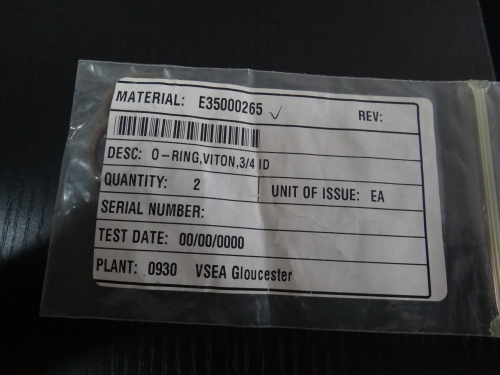 MATERIAL: E35000265 REV:
DESC: O-RING,VITON,3/4 ID
QUANTITY: 2 UNIT OF ISSUE: EA
SERIAL NUMBER:
TEST DATE: 00/00/0000
PLANT: 0930 VSEA Gloucester